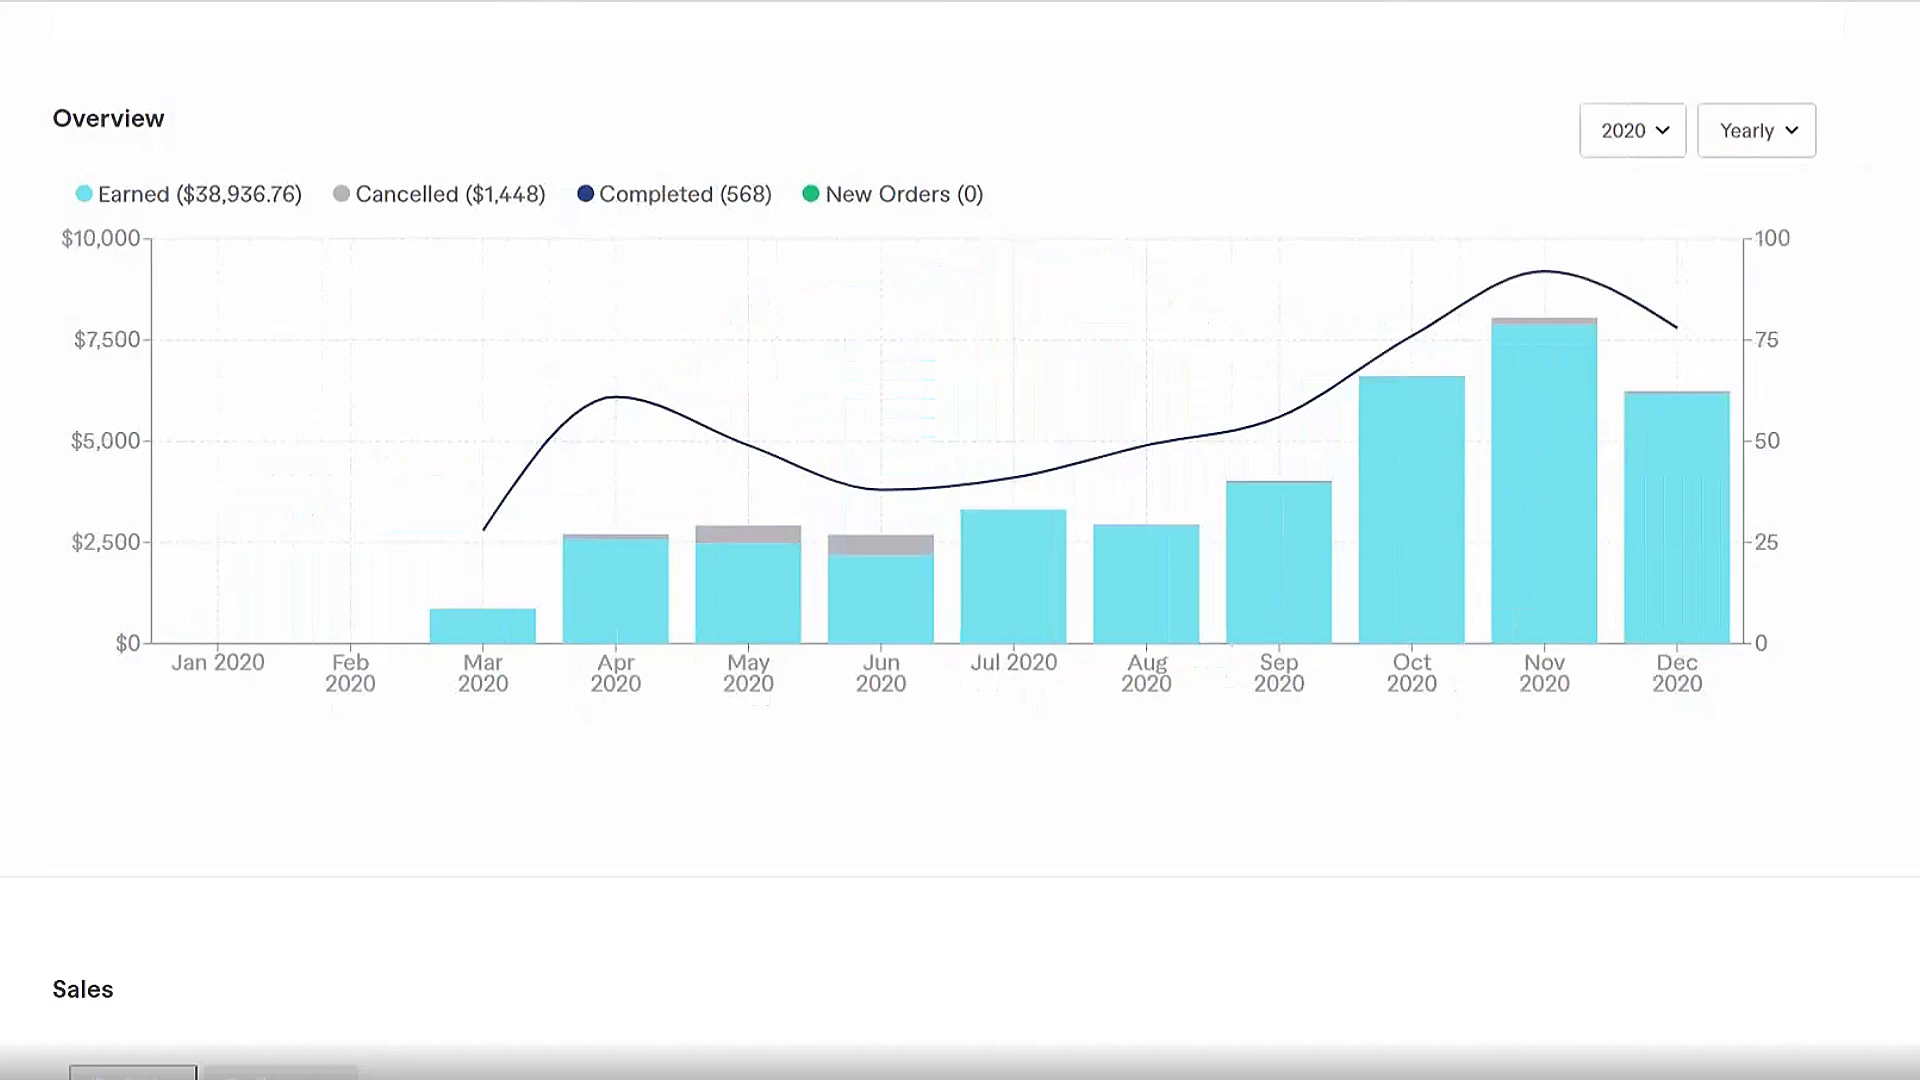 Overview
2020
Yearly
Earned ($38,936.76)
Cancelled ($1,448)
Completed (568)
New Orders (0)
$10,000
$7,500
$5,000
$2,500
$0
100
75
50
25
0
Jan 2020
Feb
2020
Mar
2020
Apr
2020
May
2020
Jun
2020
Jul 2020
Aug
2020
Sep
2020
Oct
2020
Nov
2020
Dec
2020
Sales